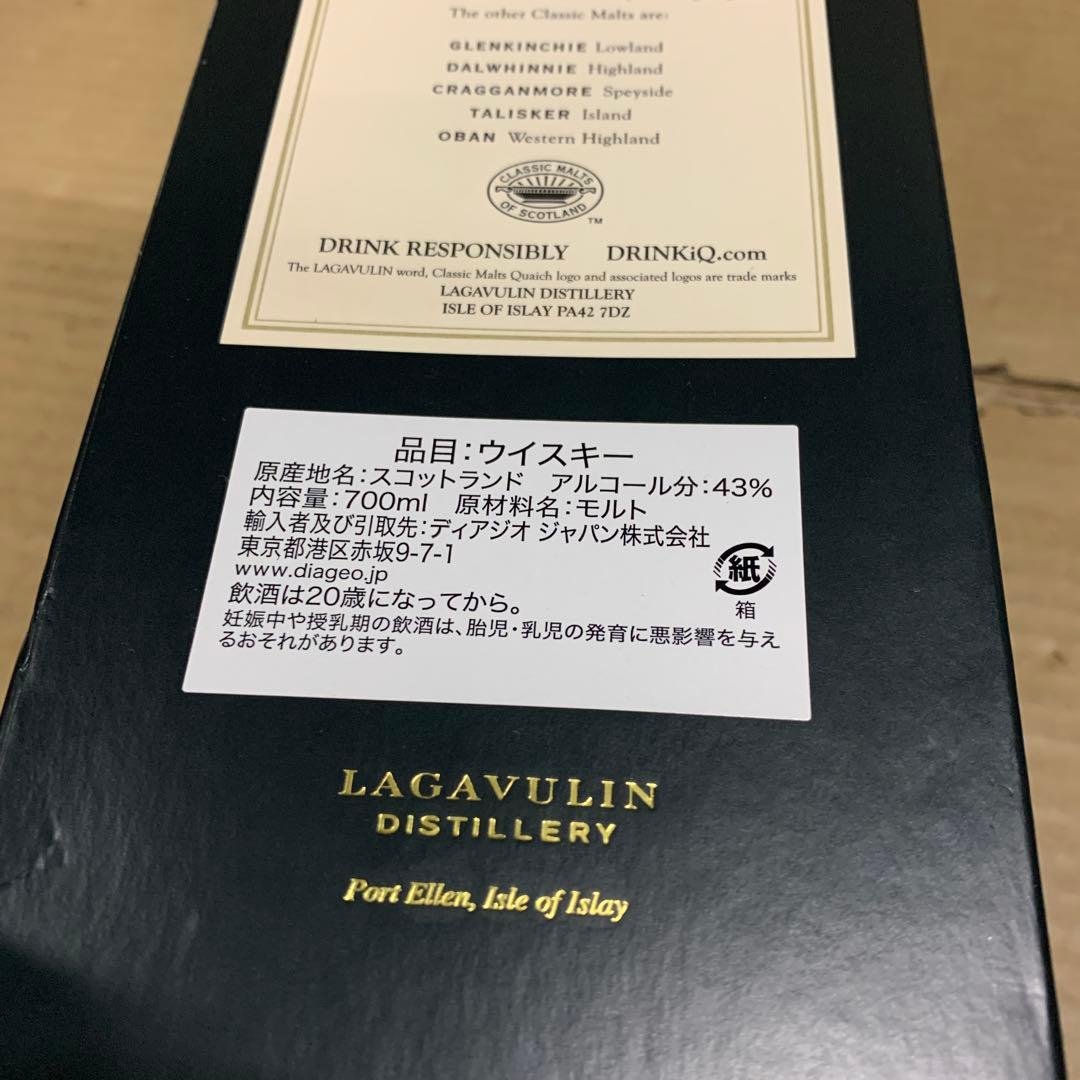 The other Classic Malts are:
GLENKINCHIE Lowland
DALWHINNIE Highland
CRAGGANMORE Speyside
TALISKER Island
OBAN Western Highland
CLASSIC MALTS
OF SCOTLAND
TM
DRINK RESPONSIBLY DRINKiQ.com
The LAGAVULIN word, Classic Malts Quaich logo and associated logos are trade marks
LAGAVULIN DISTILLERY
ISLE OF ISLAY PA42 7DZ
品目:ウイスキー
原産地名:スコットランド アルコール分:43%
内容量:700ml 原材料名:モルト
輸入者及び引取先:ディアジオ ジャパン株式会社
東京都港区赤坂9-7-1
www.diageo.jp
紙
箱
飲酒は20歳になってから。
妊娠中や授乳期の飲酒は、胎児・乳児の発育に悪影響を与え
るおそれがあります。
LAGAVULIN
DISTILLERY
Port Ellen, Isle of Islay